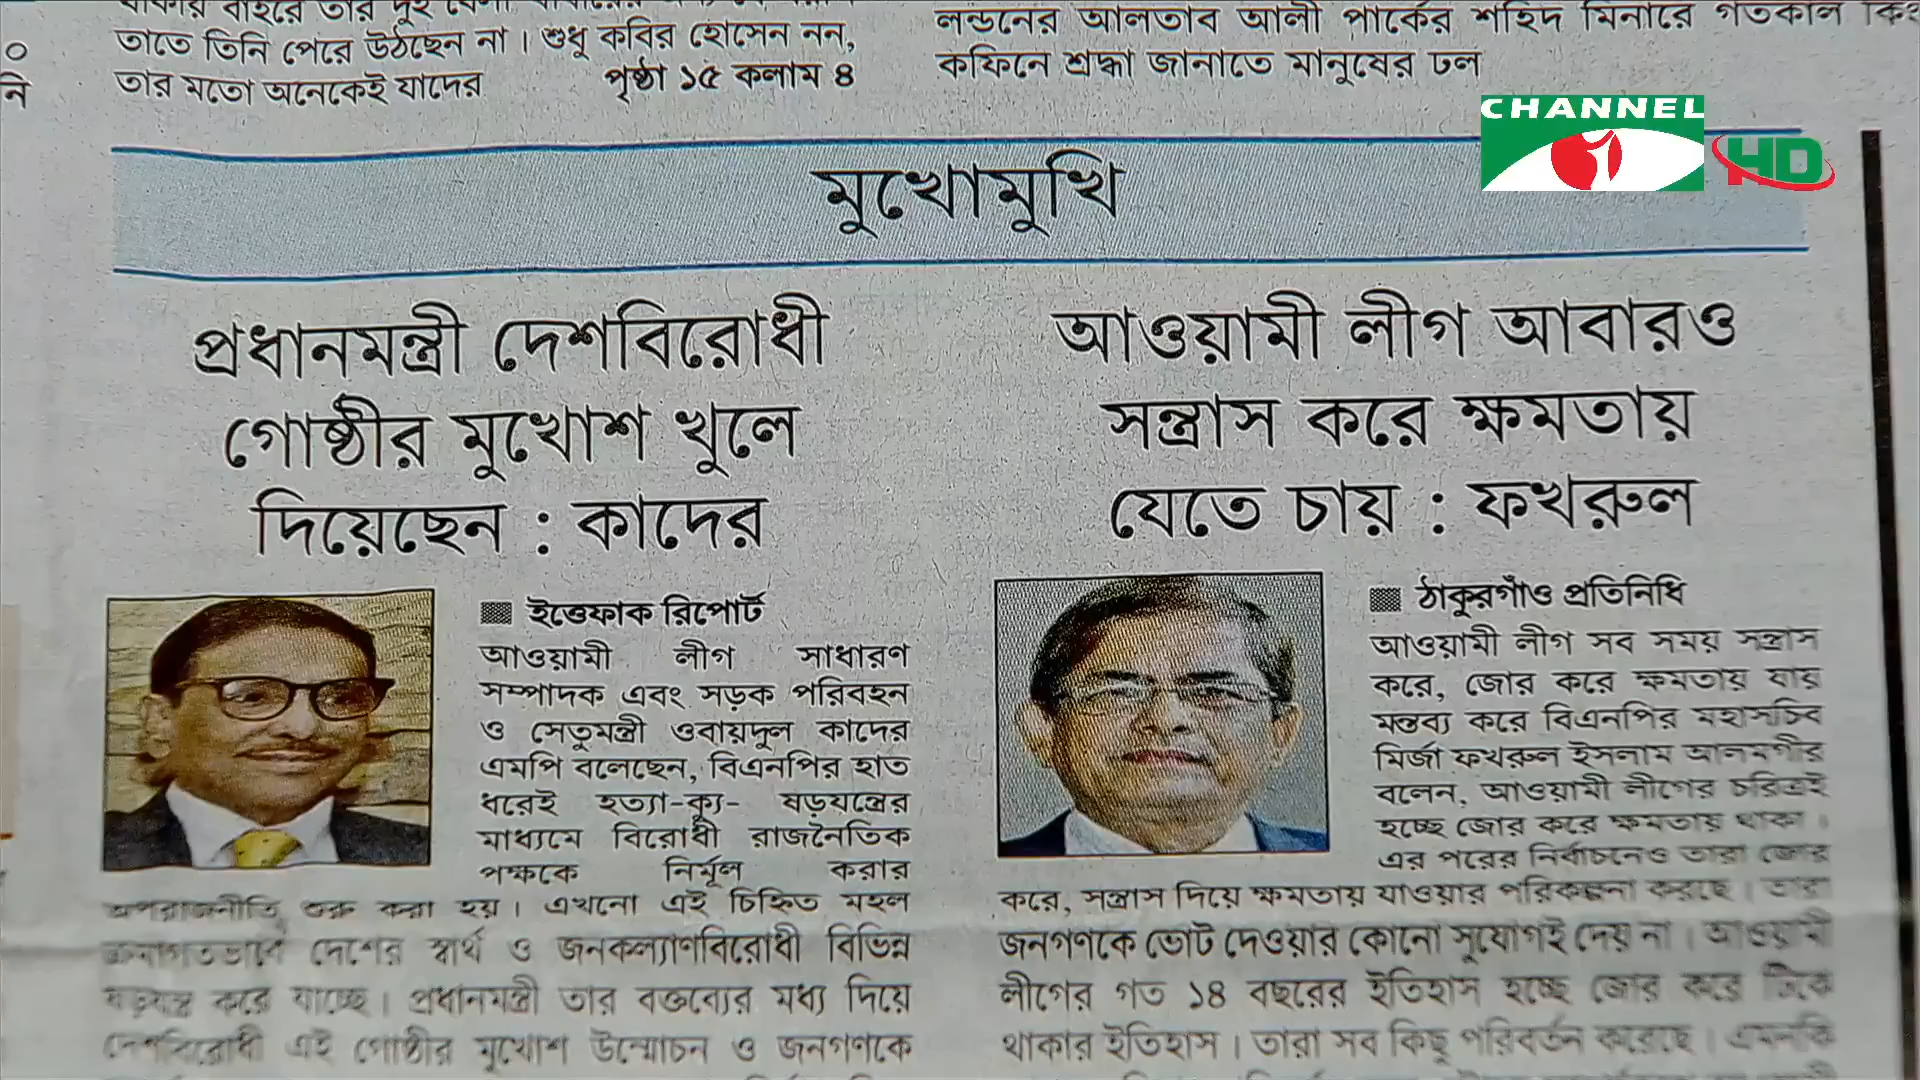 তাতে তিনি পেরে উঠছেন না। শুধু কবির হোসেন নন,
তার মতো অনেকেই যাদের
পৃষ্ঠা ১৫ কলাম ৪
লন্ডনের আলতাব আলী পার্কের শহিদ মিনারে গতকাল
কফিনে শ্রদ্ধা জানাতে মানুষের ঢল
CHANNEL i HD
মুখোমুখি
প্রধানমন্ত্রী দেশবিরোধী
গোষ্ঠীর মুখোশ খুলে
দিয়েছেন : কাদের
ইত্তেফাক রিপোর্ট
আওয়ামী লীগ সাধারণ
সম্পাদক এবং সড়ক পরিবহন
ও সেতুমন্ত্রী ওবায়দুল কাদের
এমপি বলেছেন, বিএনপির হাত
ধরেই হত্যা-ক্যু- ষড়যন্ত্রের
মাধ্যমে বিরোধী রাজনৈতিক
পক্ষকে নির্মূল করার
অপরাজনীতি শুরু করা হয়। এখনো এই চিহ্নিত মহল
ক্রমাগতভাবে দেশের স্বার্থ ও জনকল্যাণবিরোধী বিভিন্ন
ষড়যন্ত্র করে যাচ্ছে। প্রধানমন্ত্রী তার বক্তব্যের মধ্য দিয়ে
দেশবিরোধী এই গোষ্ঠীর মুখোশ উন্মোচন ও জনগণকে
আওয়ামী লীগ আবারও
সন্ত্রাস করে ক্ষমতায়
যেতে চায় : ফখরুল
ঠাকুরগাঁও প্রতিনিধি
আওয়ামী লীগ সব সময় সন্ত্রাস
করে, জোর করে ক্ষমতায় যায়
মন্তব্য করে বিএনপির মহাসচিব
মির্জা ফখরুল ইসলাম আলমগীর
বলেন, আওয়ামী লীগের চরিত্রই
হচ্ছে জোর করে ক্ষমতায় থাকা।
এর পরের নির্বাচনেও তারা জোর
করে, সন্ত্রাস দিয়ে ক্ষমতায় যাওয়ার পরিকল্পনা করছে। তারা
জনগণকে ভোট দেওয়ার কোনো সুযোগই দেয় না। আওয়ামী
লীগের গত ১৪ বছরের ইতিহাস হচ্ছে জোর করে টিকে
থাকার ইতিহাস। তারা সব কিছু পরিবর্তন করেছে। এমনকি